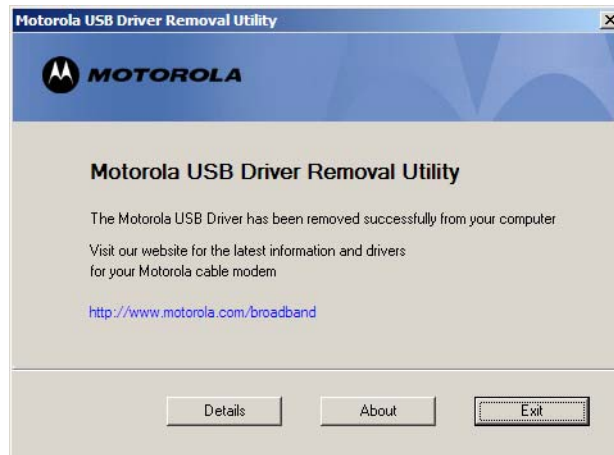 Motorola USB Driver Removal Utility
MOTOROLA
Motorola USB Driver Removal Utility
The Motorola USB Driver has been removed successfully from your computer
Visit our website for the latest information and drivers
for your Motorola cable modem
http://www.motorola.com/broadband
Details About Exit